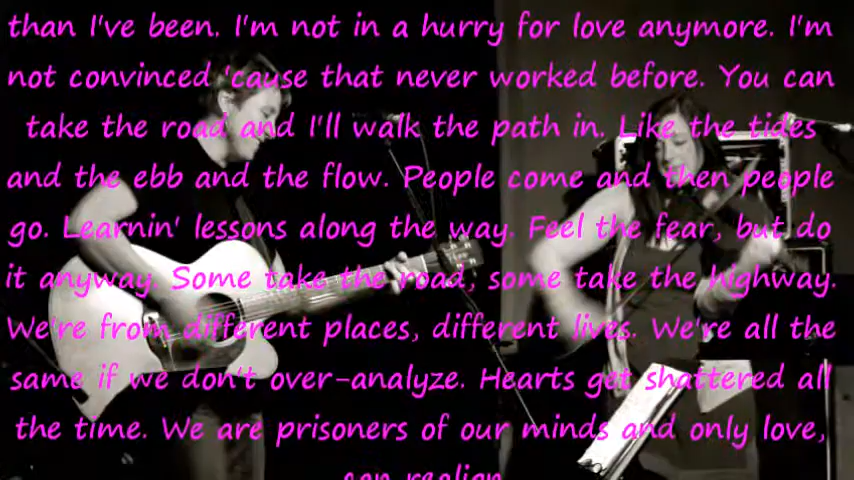 than I've been. I'm not in a hurry for love anymore. I'm
not convinced 'cause that never worked before. You can
take the road and I'll walk the path in. Like the tides
and the ebb and the flow. People come and then people
go. Learnin' lessons along the way. Feel the fear, but do
it anyway. Some take the road, some take the highway.
We're from different places, different lives. We're all the
same if we don't over-analyze. Hearts get shattered all
the time. We are prisoners of our minds and only love,
can realign